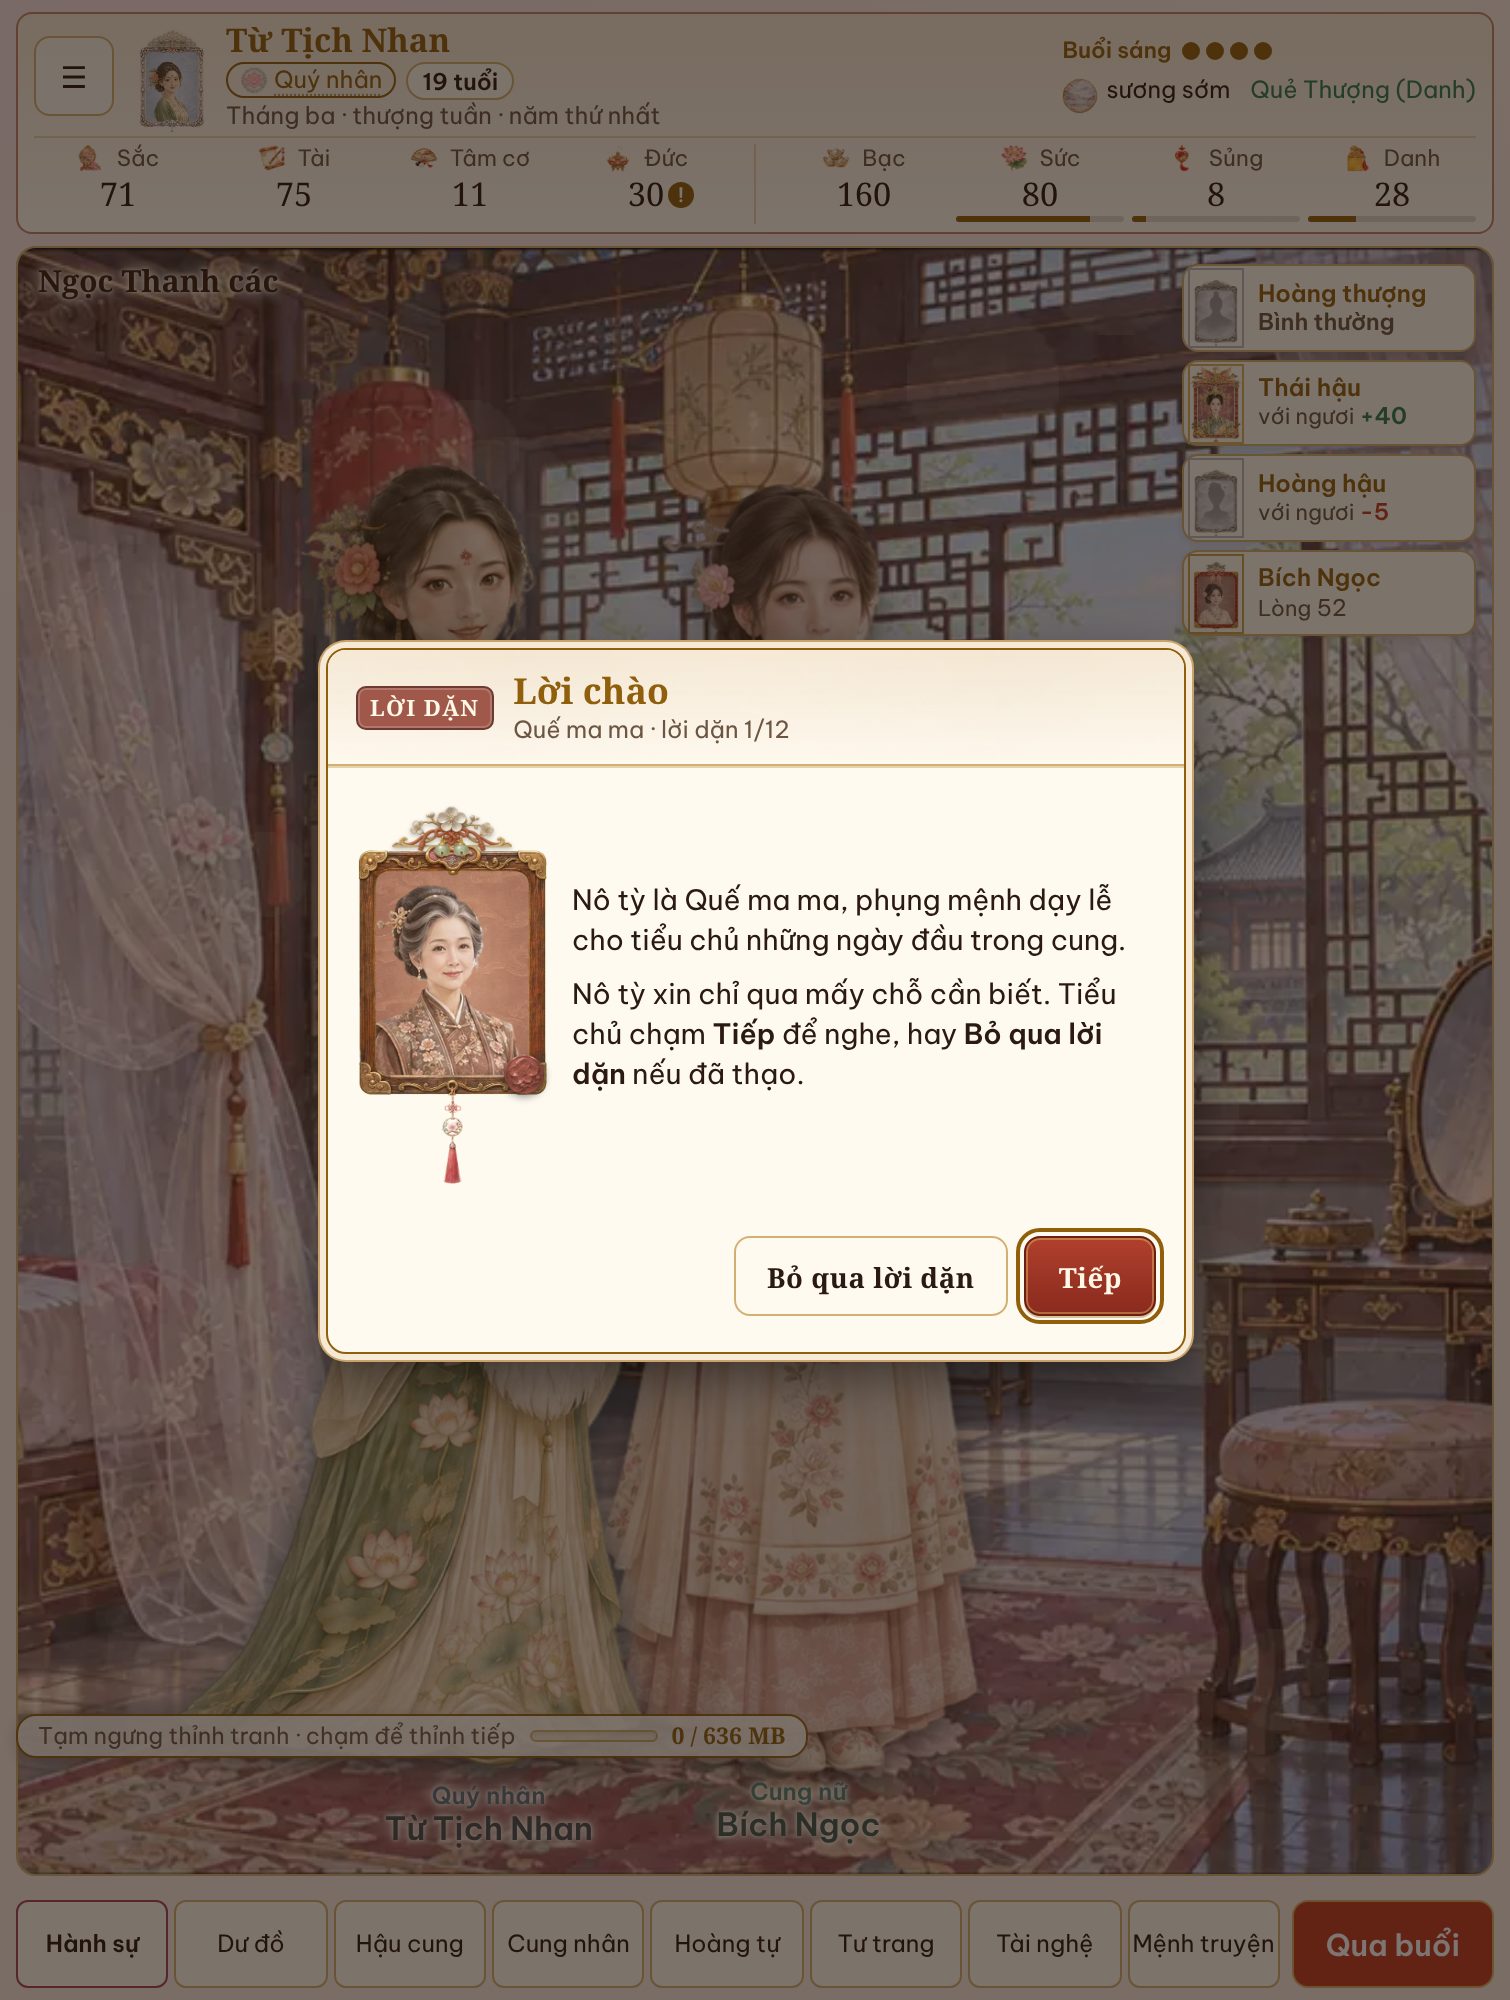 ☰
Từ Tịch Nhan
Quý nhân
19 tuổi
Tháng ba · thượng tuần · năm thứ nhất
Buổi sáng
sương sớm
Quẻ Thượng (Danh)
Sắc
71
Tài
75
Tâm cơ
11
Đức
30 !
Bạc
160
Sức
80
Sủng
8
Danh
28
Ngọc Thanh các
Hoàng thượng
Bình thường
Thái hậu
với ngươi +40
Hoàng hậu
với ngươi -5
Bích Ngọc
Lòng 52
LỜI DẶN
Lời chào
Quế ma ma · lời dặn 1/12
Nô tỳ là Quế ma ma, phụng mệnh dạy lễ
cho tiểu chủ những ngày đầu trong cung.
Nô tỳ xin chỉ qua mấy chỗ cần biết. Tiểu
chủ chạm Tiếp để nghe, hay Bỏ qua lời
dặn nếu đã thạo.
Bỏ qua lời dặn
Tiếp
Tạm ngưng thỉnh tranh · chạm để thỉnh tiếp
0 / 636 MB
Quý nhân
Từ Tịch Nhan
Cung nữ
Bích Ngọc
Hành sự
Dư đồ
Hậu cung
Cung nhân
Hoàng tự
Tư trang
Tài nghệ
Mệnh truyện
Qua buổi